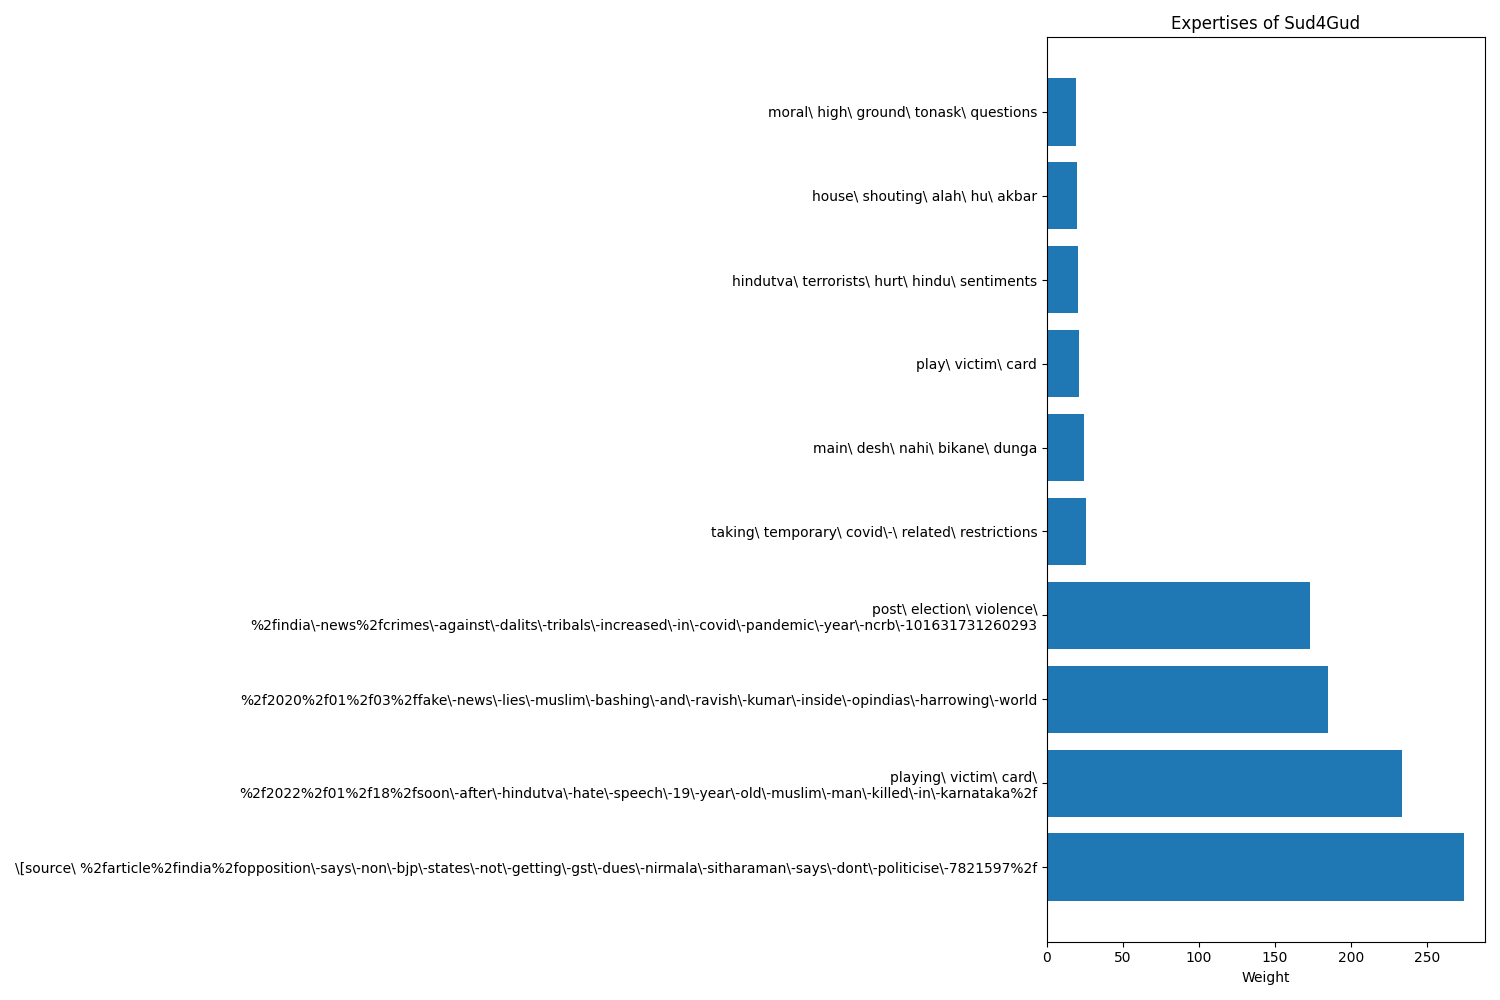 Expertises of Sud4Gud
moral\ high\ ground\ tonask\ questions
house\ shouting\ alah\ hu\ akbar
hindutva\ terrorists\ hurt\ hindu\ sentiments
play\ victim\ card
main\ desh\ nahi\ bikane\ dunga
taking\ temporary\ covid\-\ related\ restrictions
post\ election\ violence\
%2findia\-news%2fcrimes\-against\-dalits\-tribals\-increased\-in\-covid\-pandemic\-year\-ncrb\-101631731260293
%2f2020%2f01%2f03%2ffake\-news\-lies\-muslim\-bashing\-and\-ravish\-kumar\-inside\-opindias\-harrowing\-world
playing\ victim\ card\
%2f2022%2f01%2f18%2fsoon\-after\-hindutva\-hate\-speech\-19\-year\-old\-muslim\-man\-killed\-in\-karnataka%2f
\[source\ %2farticle%2findia%2fopposition\-says\-non\-bjp\-states\-not\-getting\-gst\-dues\-nirmala\-sitharaman\-says\-dont\-politicise\-7821597%2f
0 50 100 150 200 250
Weight